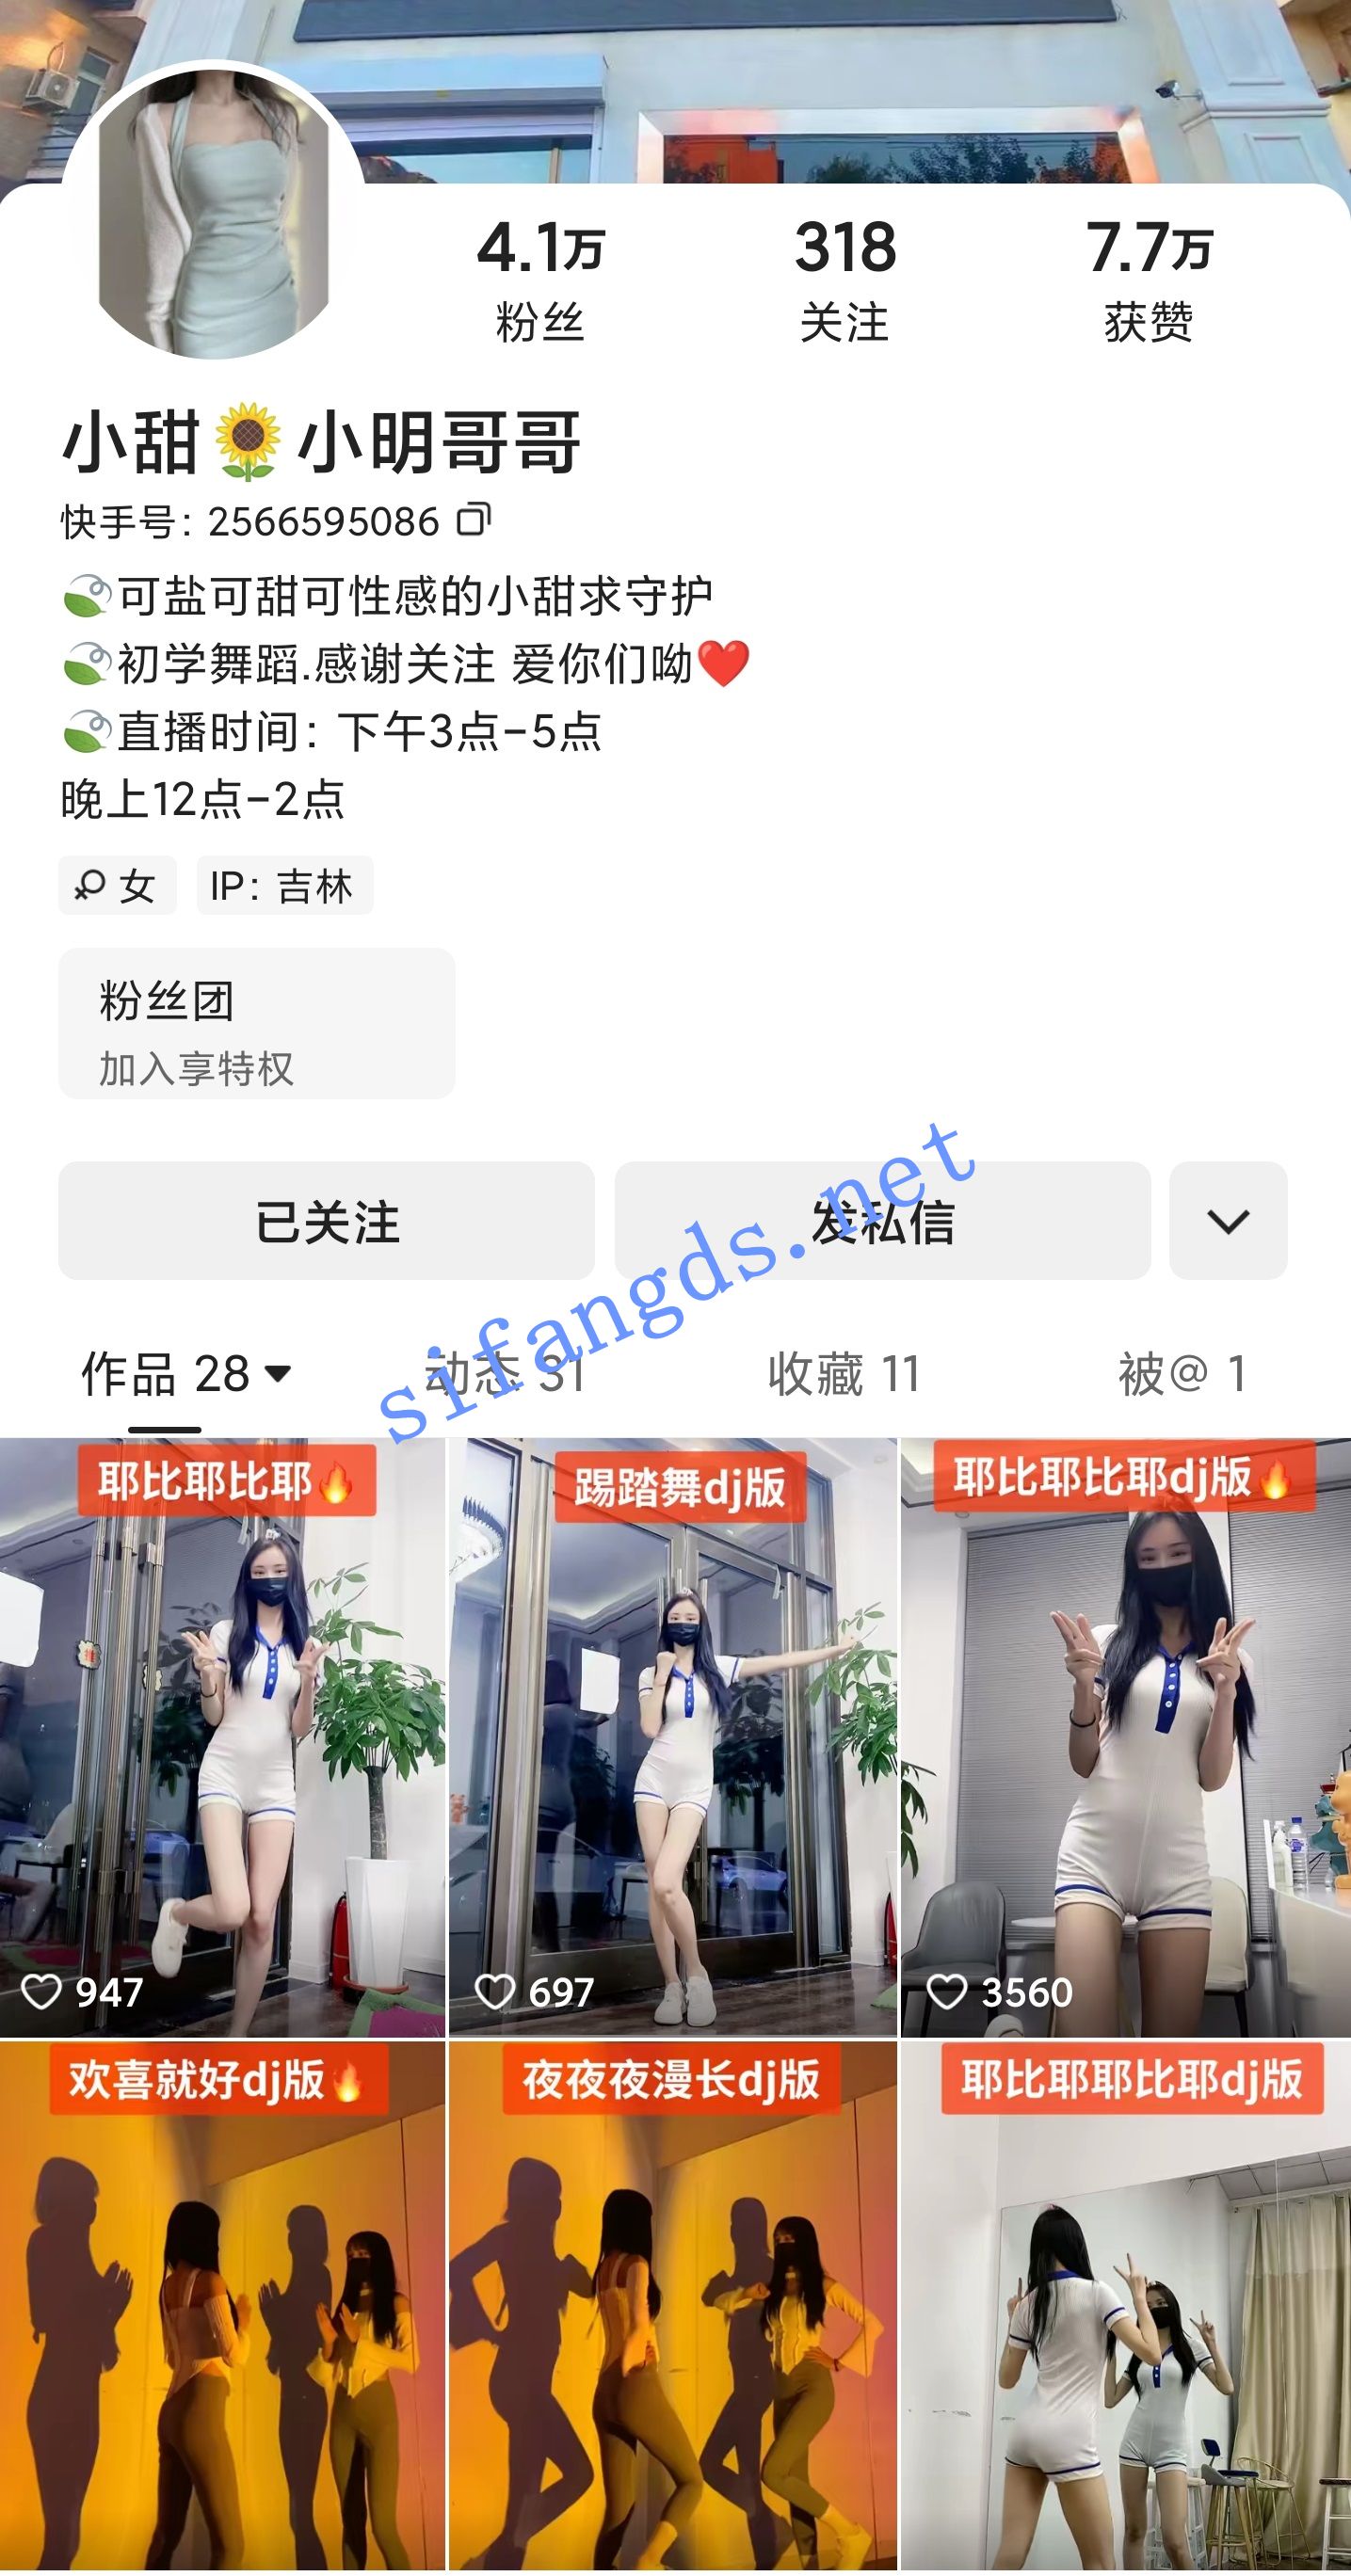 4.1万 318 7.7万
粉丝 关注 获赞
小甜🌻小明哥哥
快手号: 2566595086
🍃可盐可甜可性感的小甜求守护
🍃初学舞蹈.感谢关注 爱你们呦❤️
🍃直播时间: 下午3点-5点
晚上12点-2点
女 IP: 吉林
粉丝团
加入享特权
已关注 发私信
sifangds.net
作品 28 动态 31 收藏 11 被@ 1
耶比耶比耶🔥 踢踏舞dj版 耶比耶比耶dj版🔥
947 697 3560
欢喜就好dj版🔥 夜夜夜漫长dj版 耶比耶耶比耶dj版